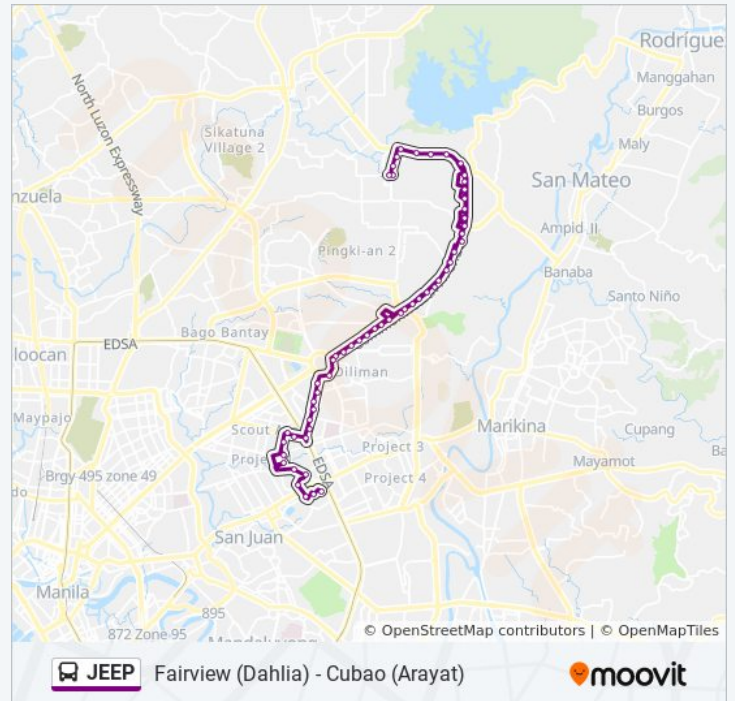 Rodrígue
Manggahan
Burgos
North Luzon Expressway
Sikatuna
Village 2
Maly
San Mateo
nzuela
Ampid II
Pingki-an 2
Banaba
Santo Niño
Bago Bantay
EDSA
loocan
Diliman
Maypajo
Scout A
Marikina
Cupang
Ba
Project 3
Proje
EDSA
Mayamot
Brgy 495 zone 49
Project 4
do
San Juan
Manila
895
872 Zone 95
Mandaluyong
© OpenStreetMap contributors | © OpenMapTiles
JEEP Fairview (Dahlia) - Cubao (Arayat) moovit